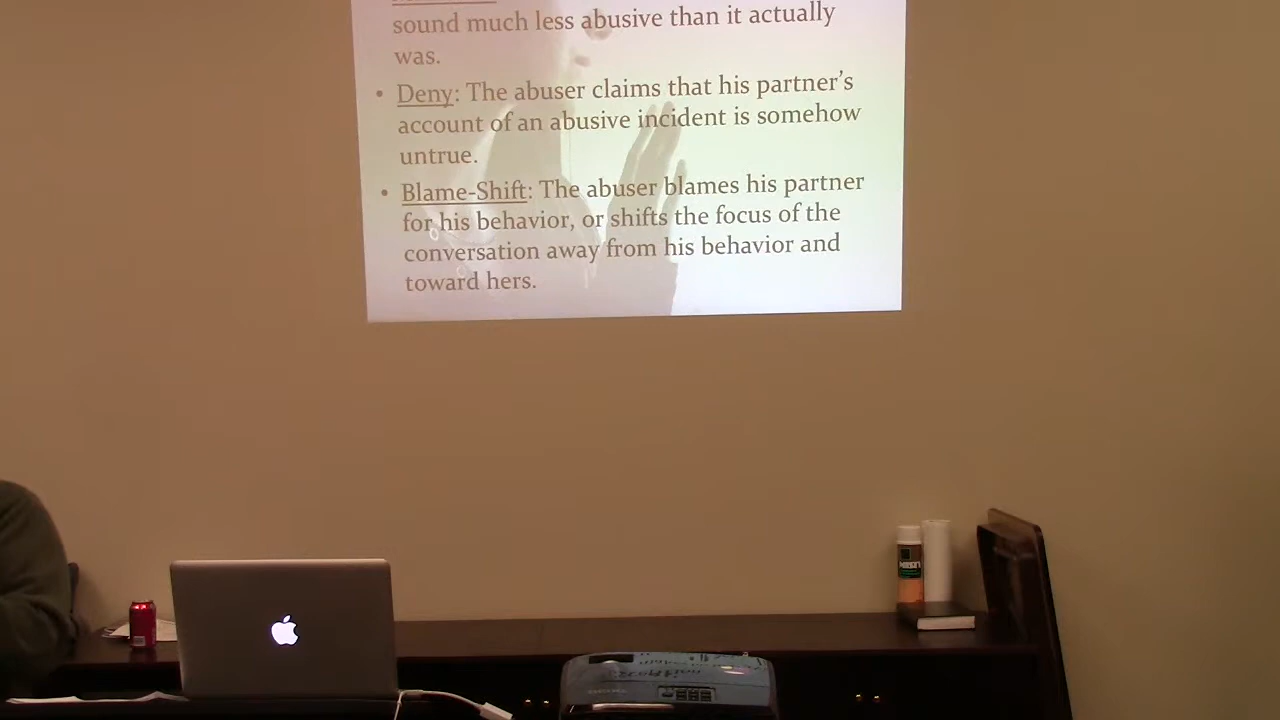 sound much less abusive than it actually
was.
• Deny: The abuser claims that his partner's
account of an abusive incident is somehow
untrue.
• Blame-Shift: The abuser blames his partner
for his behavior, or shifts the focus of the
conversation away from his behavior and
toward hers.